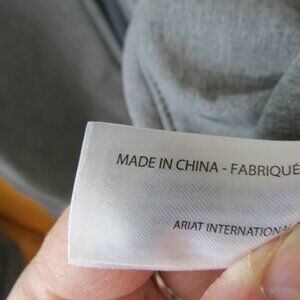 MADE IN CHINA - FABRIQUÉ
ARIAT INTERNATIONAL